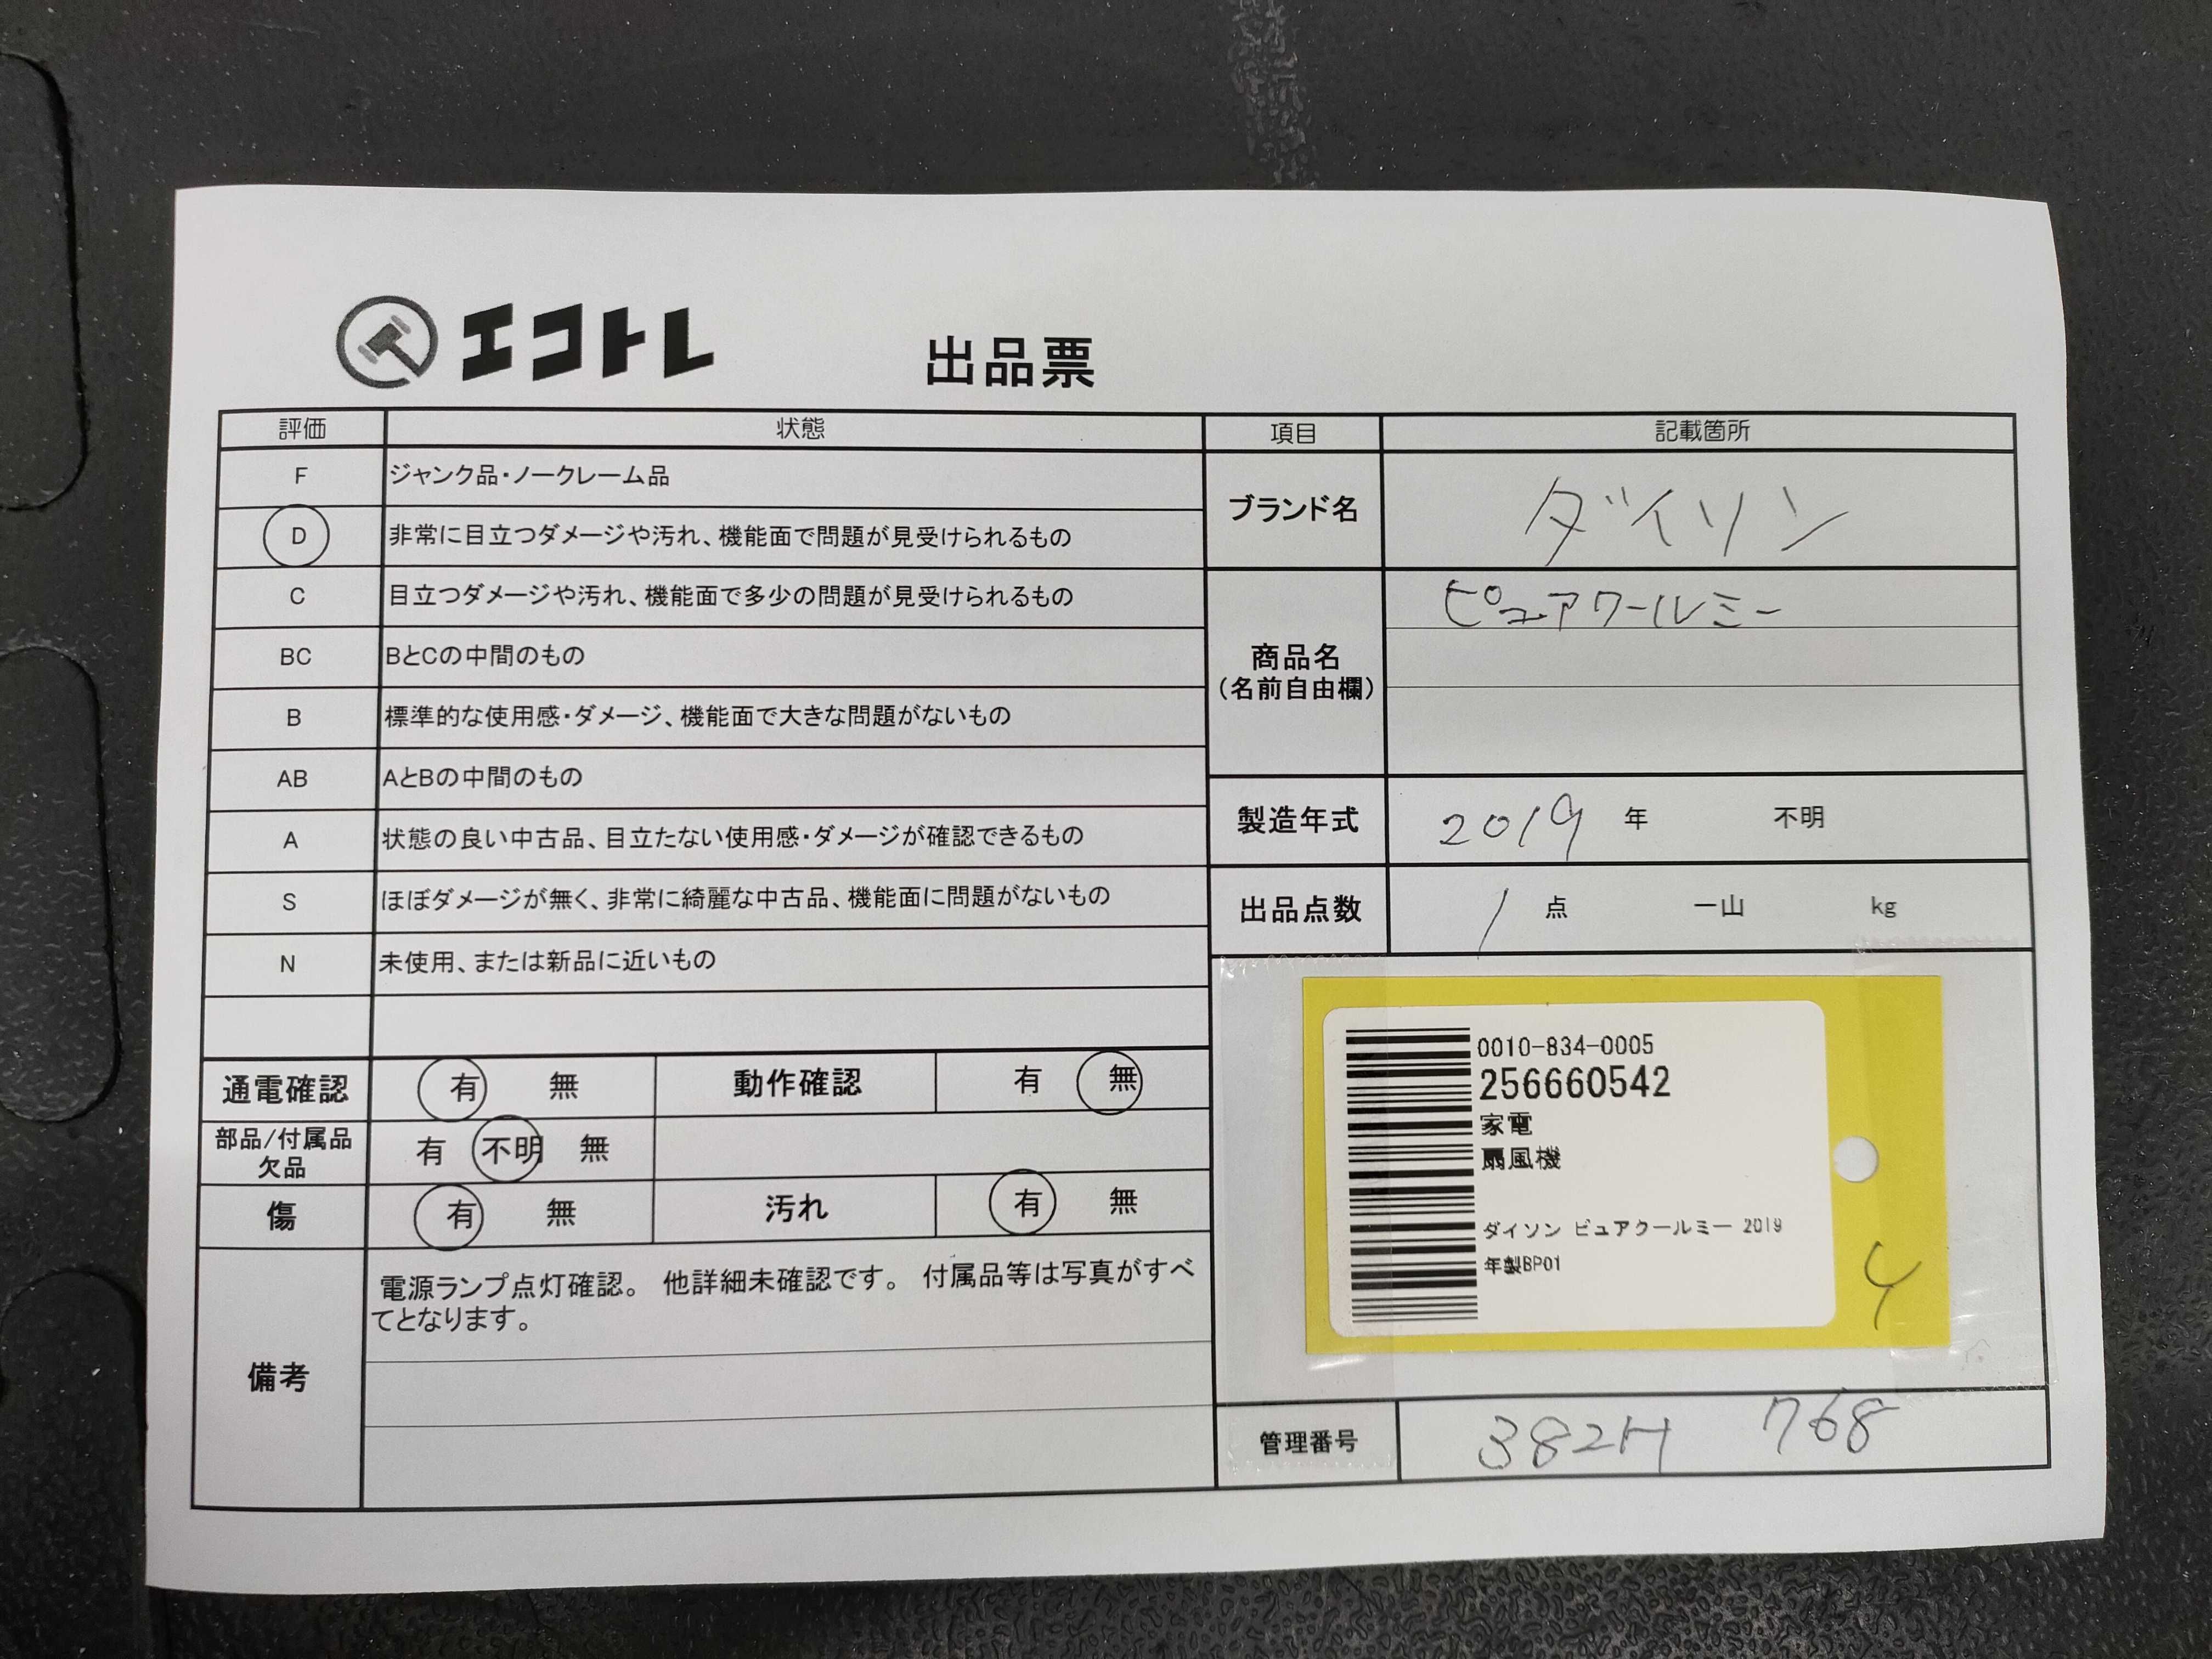 エコトレ
出品票
評価 状態
F ジャンク品・ノークレーム品
D 非常に目立つダメージや汚れ、機能面で問題が見受けられるもの
C 目立つダメージや汚れ、機能面で多少の問題が見受けられるもの
BC BとCの中間のもの
B 標準的な使用感・ダメージ、機能面で大きな問題がないもの
AB AとBの中間のもの
A 状態の良い中古品、目立たない使用感・ダメージが確認できるもの
S ほぼダメージが無く、非常に綺麗な中古品、機能面に問題がないもの
N 未使用、または新品に近いもの
通電確認 有 無 動作確認 有 無
部品/付属品
欠品 有 不明 無
傷 有 無 汚れ 有 無
備考
電源ランプ点灯確認。 他詳細未確認です。 付属品等は写真がすべ
てとなります。
項目 記載箇所
ブランド名 ダイソン
商品名
(名前自由欄)
ピュアクールミー
製造年式 2019 年 不明
出品点数 1 点 一山 kg
0010-834-0005
256660542
家電
扇風機
ダイソン ピュアクールミー 2019
年製BP01
管理番号 382H 768